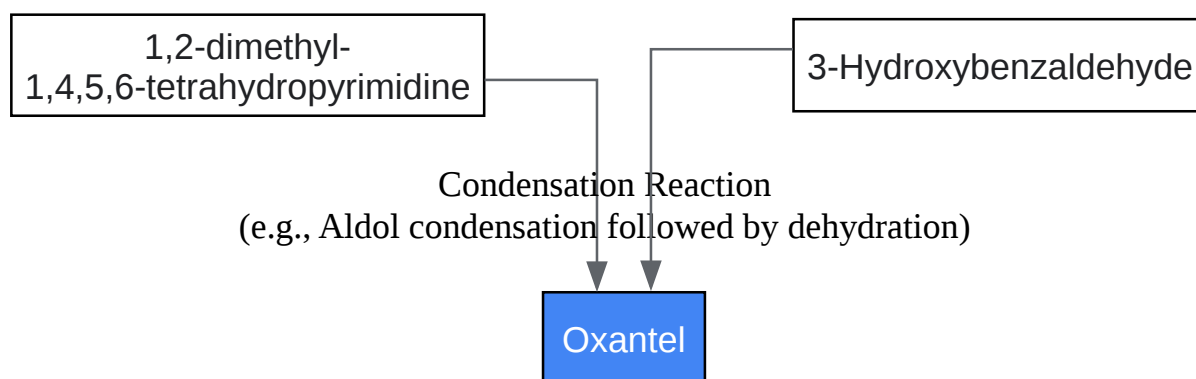 1,2-dimethyl-
1,4,5,6-tetrahydropyrimidine
3-Hydroxybenzaldehyde
Condensation Reaction
(e.g., Aldol condensation followed by dehydration)
Oxantel